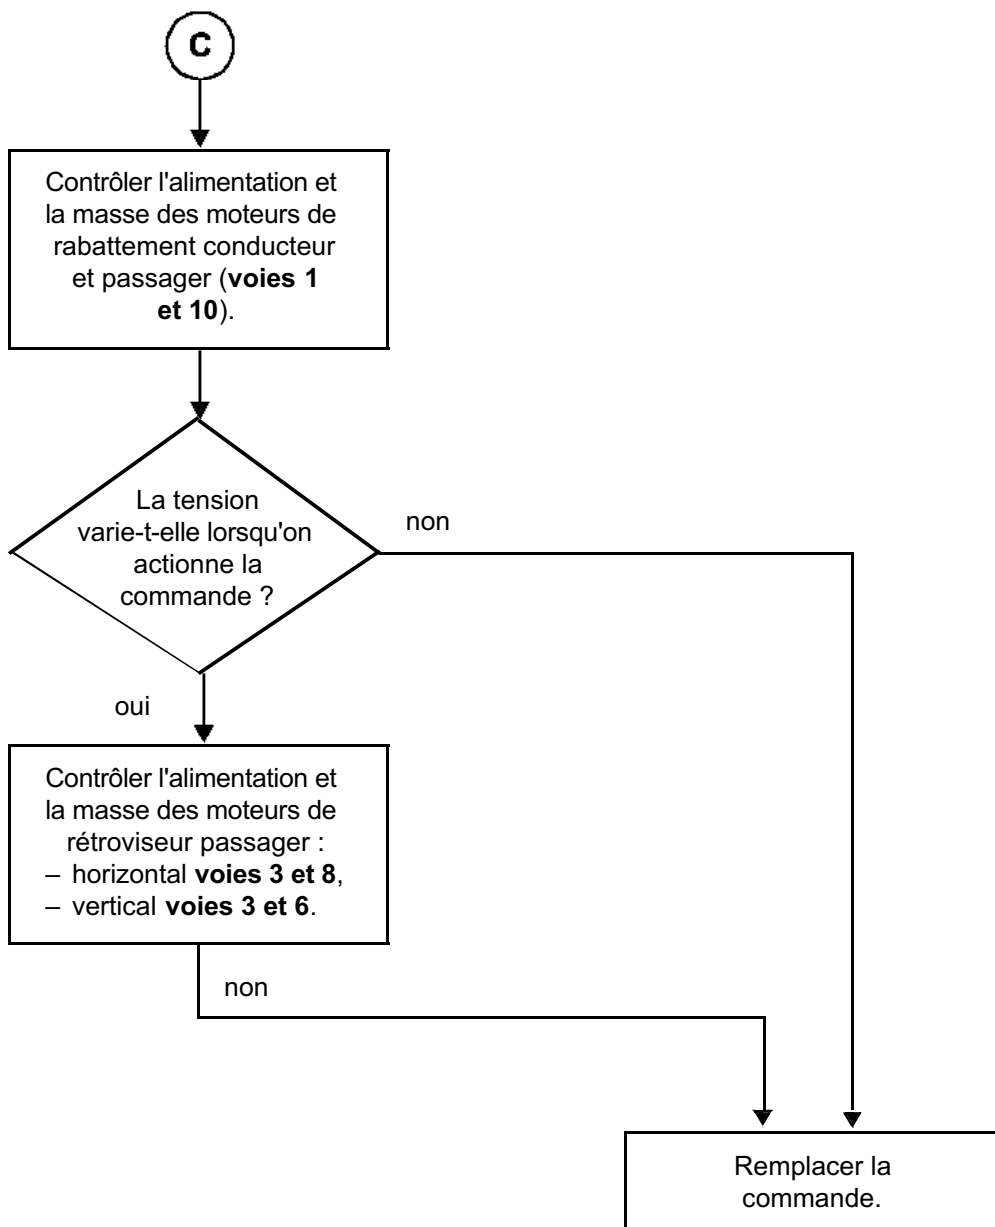 C
Contrôler l'alimentation et
la masse des moteurs de
rabattement conducteur
et passager (voies 1
et 10).
La tension
varie-t-elle lorsqu'on
actionne la
commande ?
non
oui
Contrôler l'alimentation et
la masse des moteurs de
rétroviseur passager :
– horizontal voies 3 et 8,
– vertical voies 3 et 6.
non
Remplacer la
commande.